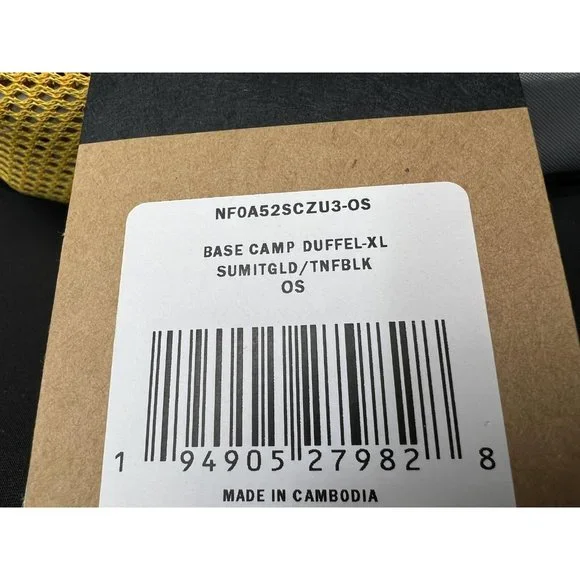 NF0A52SCZU3-OS
BASE CAMP DUFFEL-XL
SUMITGLD/TNFBLK
OS
1 94905 27982 8
MADE IN CAMBODIA